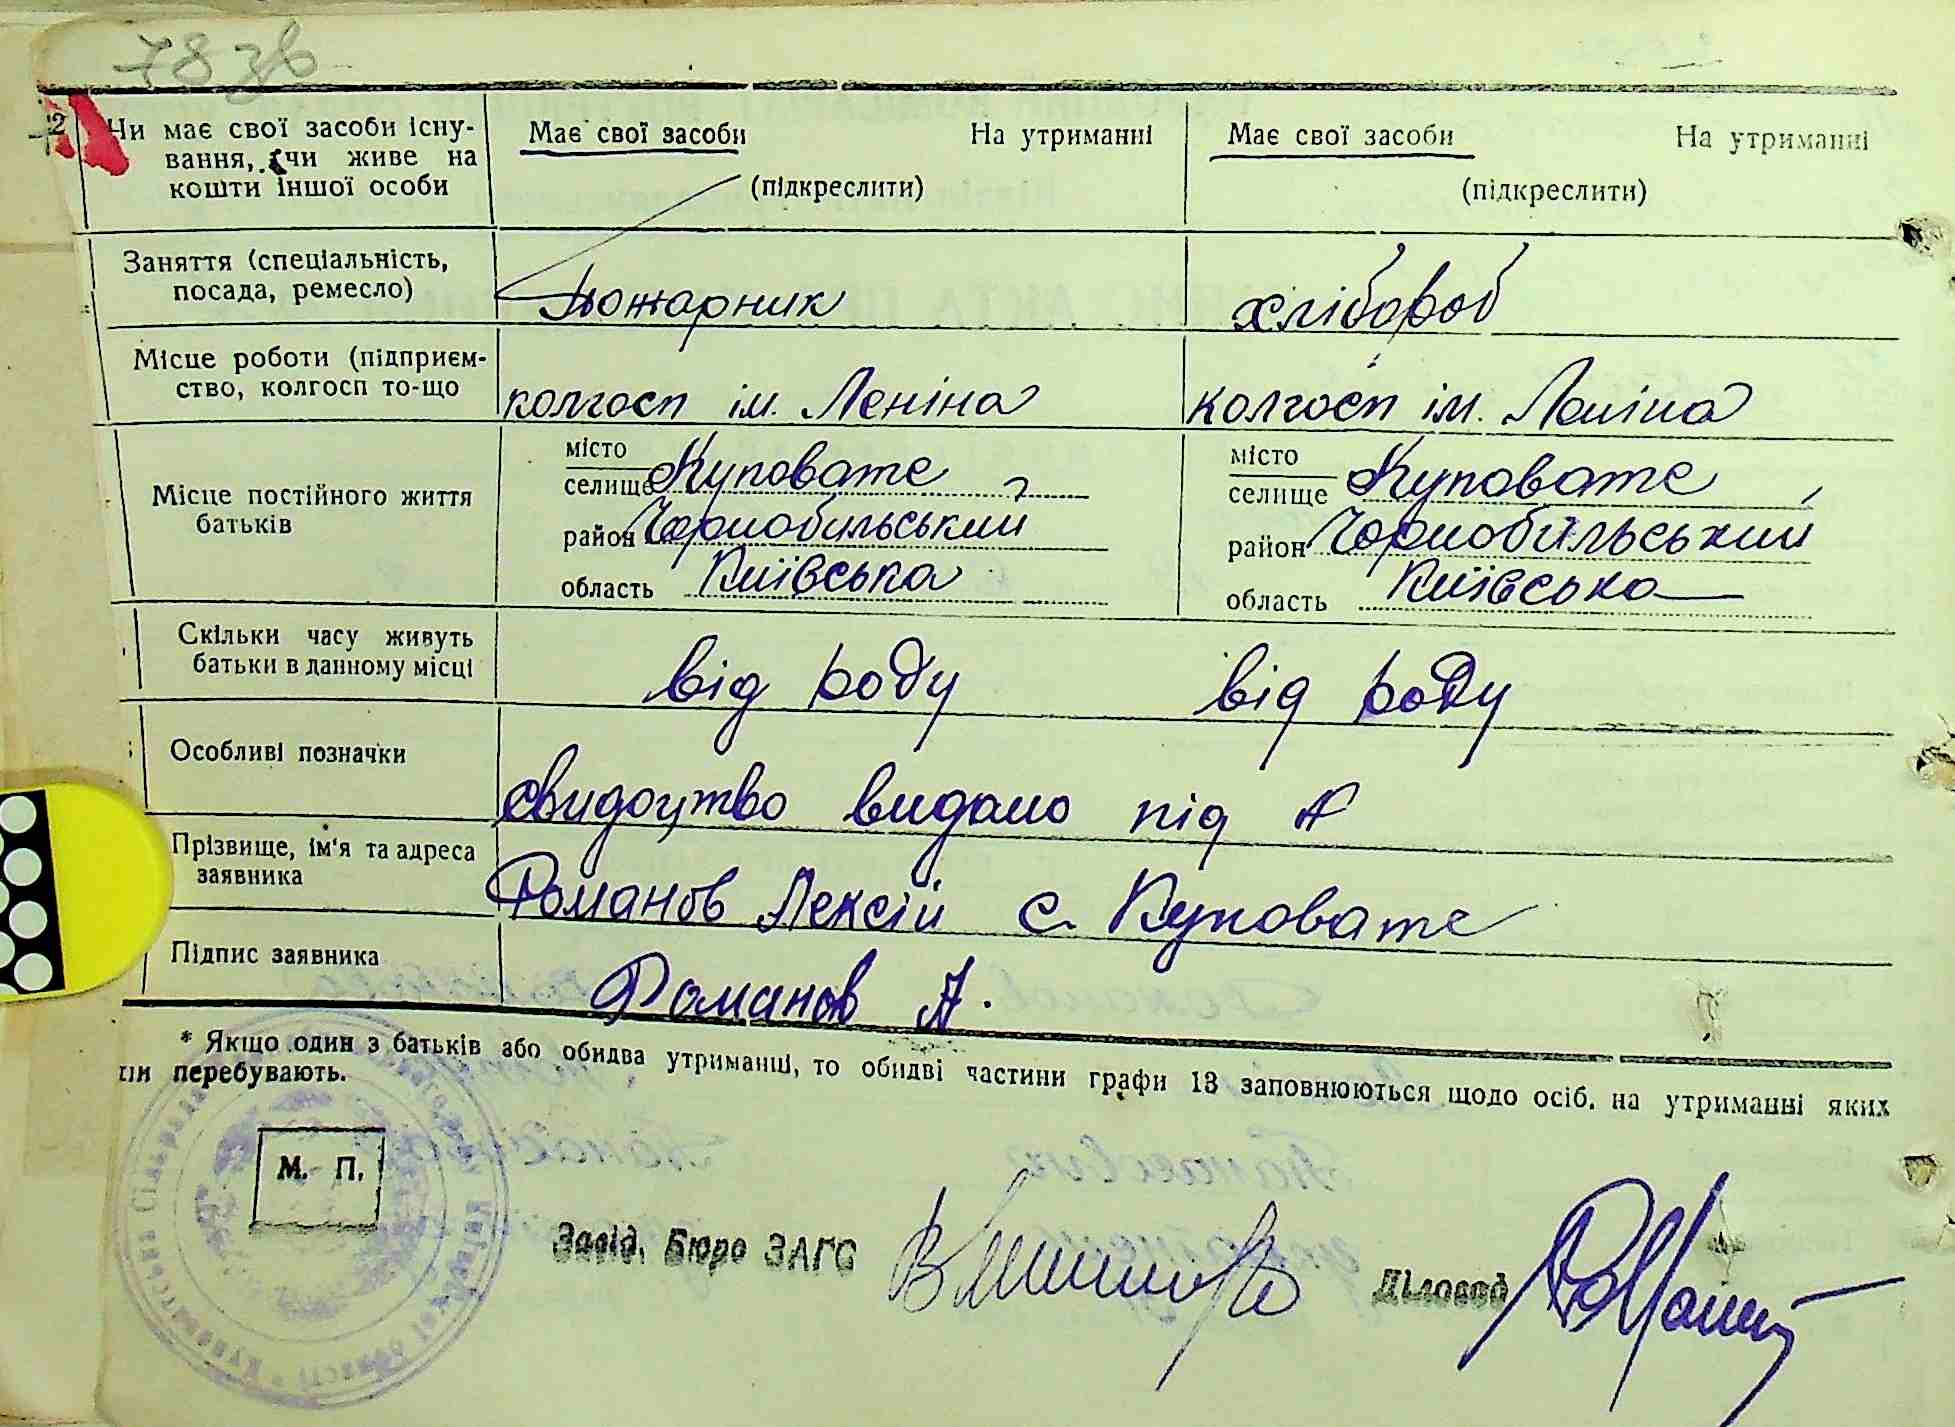 78 зв
12 Чи має свої засоби існування, чи живе на кошти іншої особи Має свої засоби На утриманні Має свої засоби На утриманні
(підкреслити) (підкреслити)
Заняття (спеціальність, посада, ремесло) Пожарник хлібороб
Місце роботи (підприємство, колгосп то-що колгосп ім. Леніна колгосп ім. Леніна
Місце постійного життя батьків
місто
селище Куповате
район Чорнобильський
область Київська
місто
селище Куповате
район Чорнобильський
область Київська
Скільки часу живуть батьки в данному місці від роду від роду
Особливі позначки свидоцтво видано під №
Прізвище, ім'я та адреса заявника Романов Лексій с. Куповате
Підпис заявника Романов А.
* Якщо один з батьків або обидва утриманні, то обидві частини графи 13 заповнюються щодо осіб, на утриманні яких
ци перебувають.
М. П.
Завід. Бюро ЗАГС
Діловод